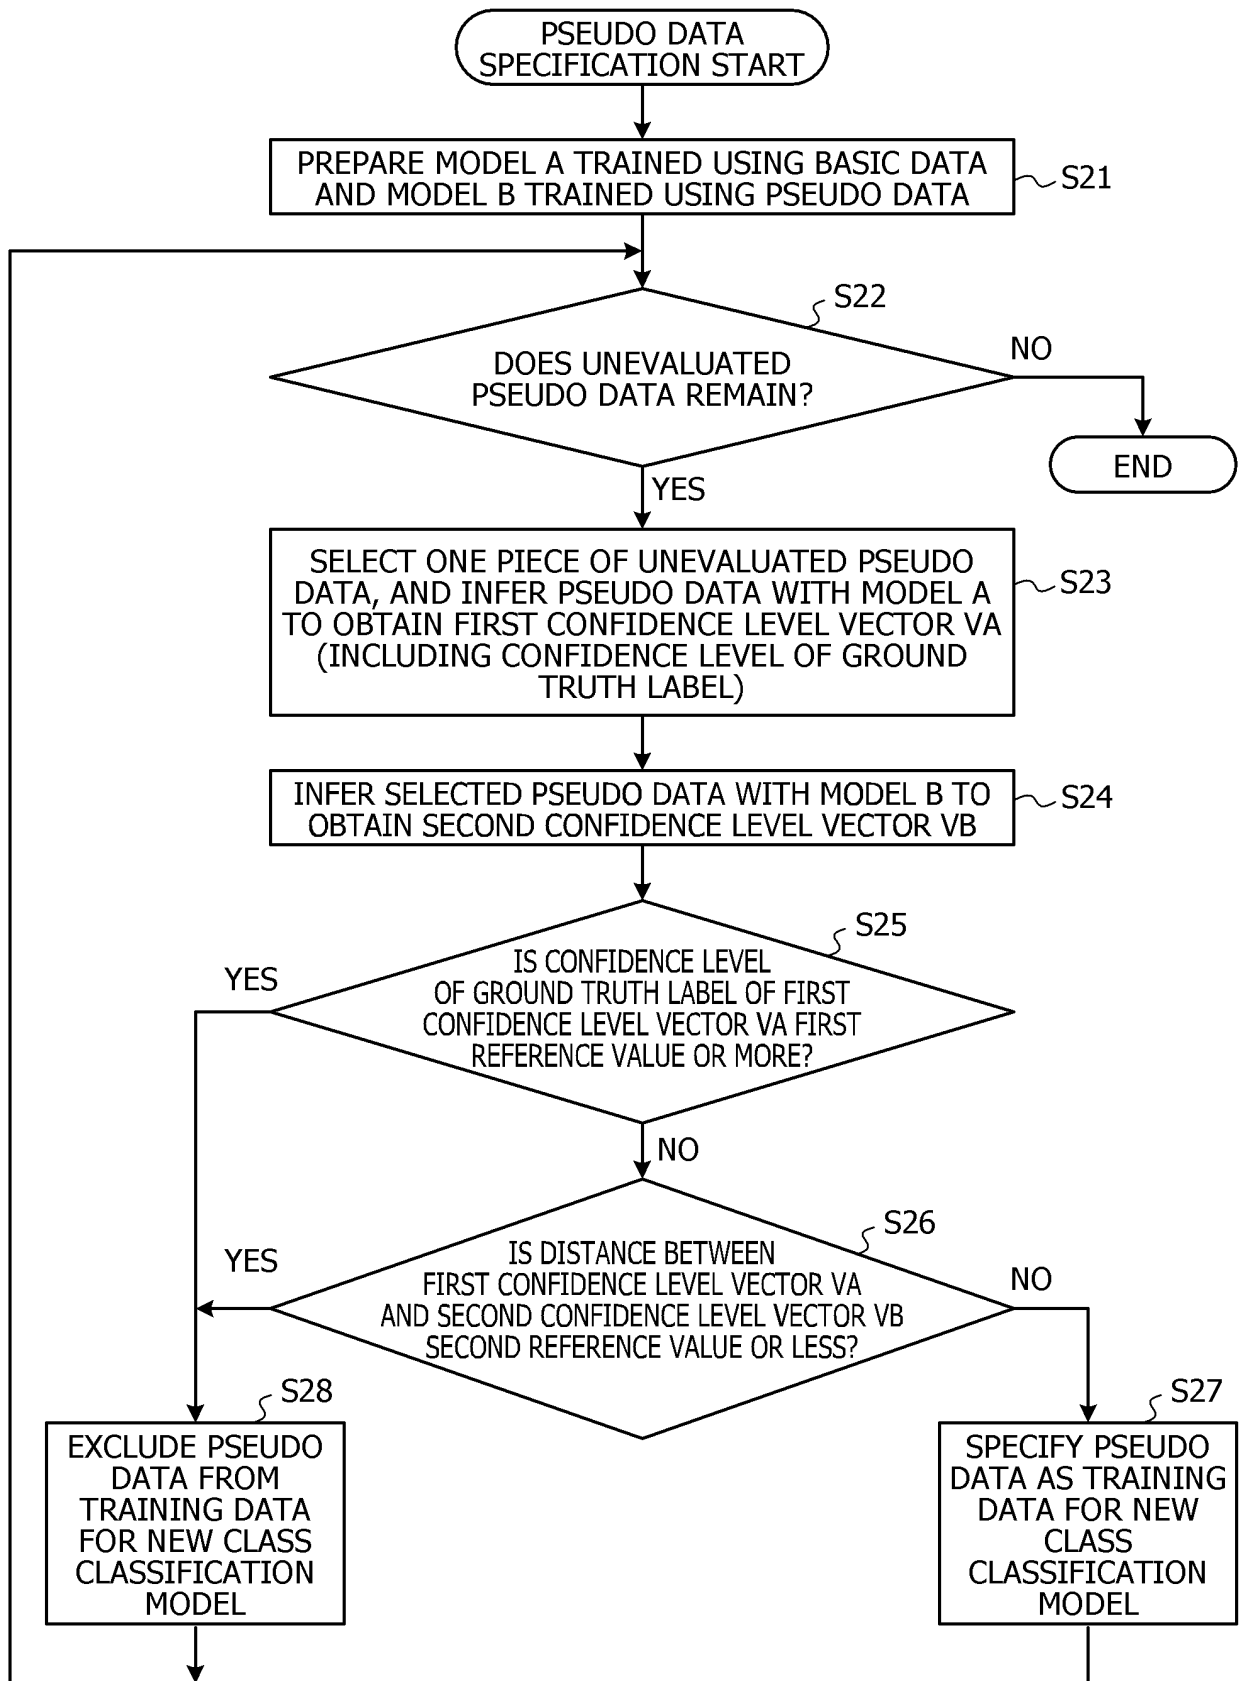 PSEUDO DATA
SPECIFICATION START
PREPARE MODEL A TRAINED USING BASIC DATA
AND MODEL B TRAINED USING PSEUDO DATA
S21
S22
DOES UNEVALUATED
PSEUDO DATA REMAIN?
NO
END
YES
SELECT ONE PIECE OF UNEVALUATED PSEUDO
DATA, AND INFER PSEUDO DATA WITH MODEL A
TO OBTAIN FIRST CONFIDENCE LEVEL VECTOR VA
(INCLUDING CONFIDENCE LEVEL OF GROUND
TRUTH LABEL)
S23
INFER SELECTED PSEUDO DATA WITH MODEL B TO
OBTAIN SECOND CONFIDENCE LEVEL VECTOR VB
S24
S25
YES
IS CONFIDENCE LEVEL
OF GROUND TRUTH LABEL OF FIRST
CONFIDENCE LEVEL VECTOR VA FIRST
REFERENCE VALUE OR MORE?
NO
S26
YES
IS DISTANCE BETWEEN
FIRST CONFIDENCE LEVEL VECTOR VA
AND SECOND CONFIDENCE LEVEL VECTOR VB
SECOND REFERENCE VALUE OR LESS?
NO
S28
EXCLUDE PSEUDO
DATA FROM
TRAINING DATA
FOR NEW CLASS
CLASSIFICATION
MODEL
S27
SPECIFY PSEUDO
DATA AS TRAINING
DATA FOR NEW
CLASS
CLASSIFICATION
MODEL